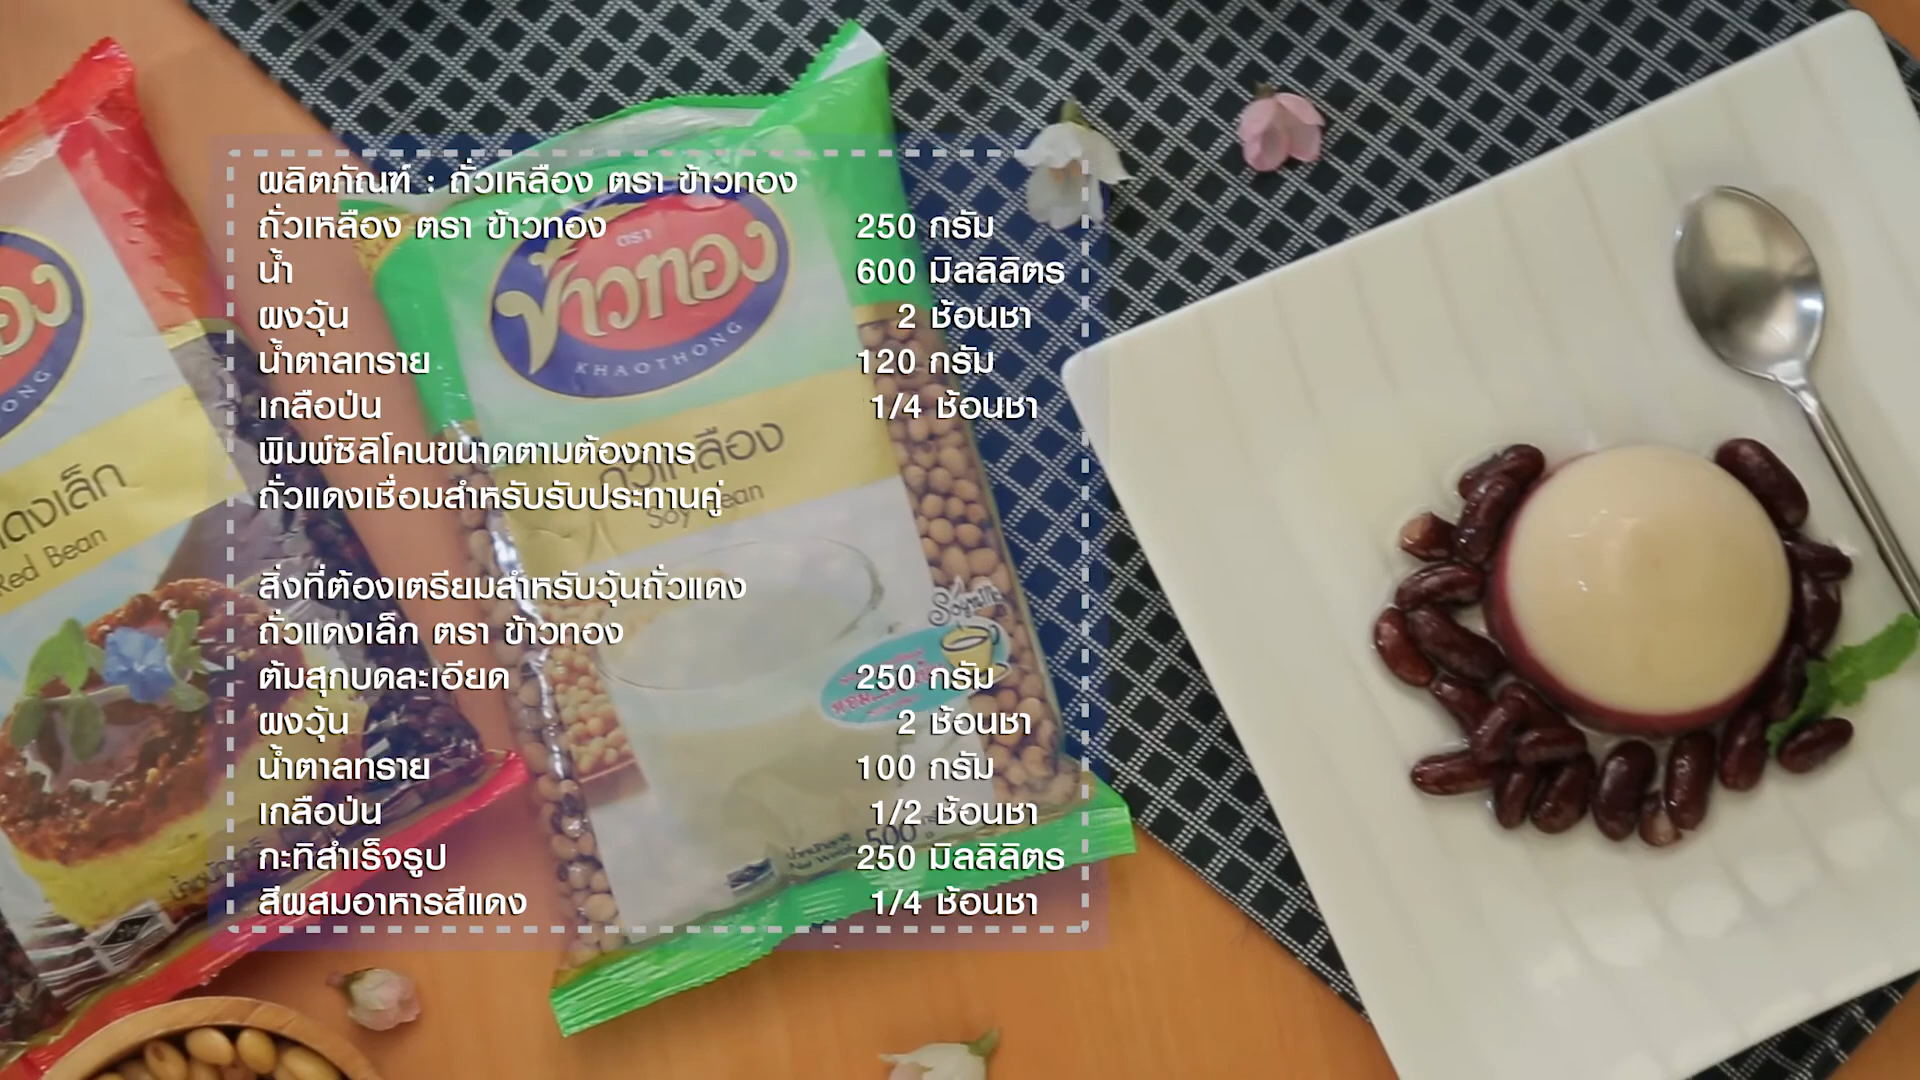 ผลิตภัณฑ์ : ถั่วเหลือง ตรา ข้าวทอง
ถั่วเหลือง ตรา ข้าวทอง 250 กรัม
น้ำ 600 มิลลิลิตร
ผงวุ้น 2 ช้อนชา
น้ำตาลทราย 120 กรัม
เกลือป่น 1/4 ช้อนชา
พิมพ์ซิลิโคนขนาดตามต้องการ
ถั่วแดงเชื่อมสำหรับรับประทานคู่
สิ่งที่ต้องเตรียมสำหรับวุ้นถั่วแดง
ถั่วแดงเล็ก ตรา ข้าวทอง
ต้มสุกบดละเอียด 250 กรัม
ผงวุ้น 2 ช้อนชา
น้ำตาลทราย 100 กรัม
เกลือป่น 1/2 ช้อนชา
กะทิสำเร็จรูป 250 มิลลิลิตร
สีผสมอาหารสีแดง 1/4 ช้อนชา
ตรา
ข้าวทอง
KHAOTHONG
ถั่วเหลือง
Soy Bean
Soymilk
500
แดงเล็ก
Red Bean